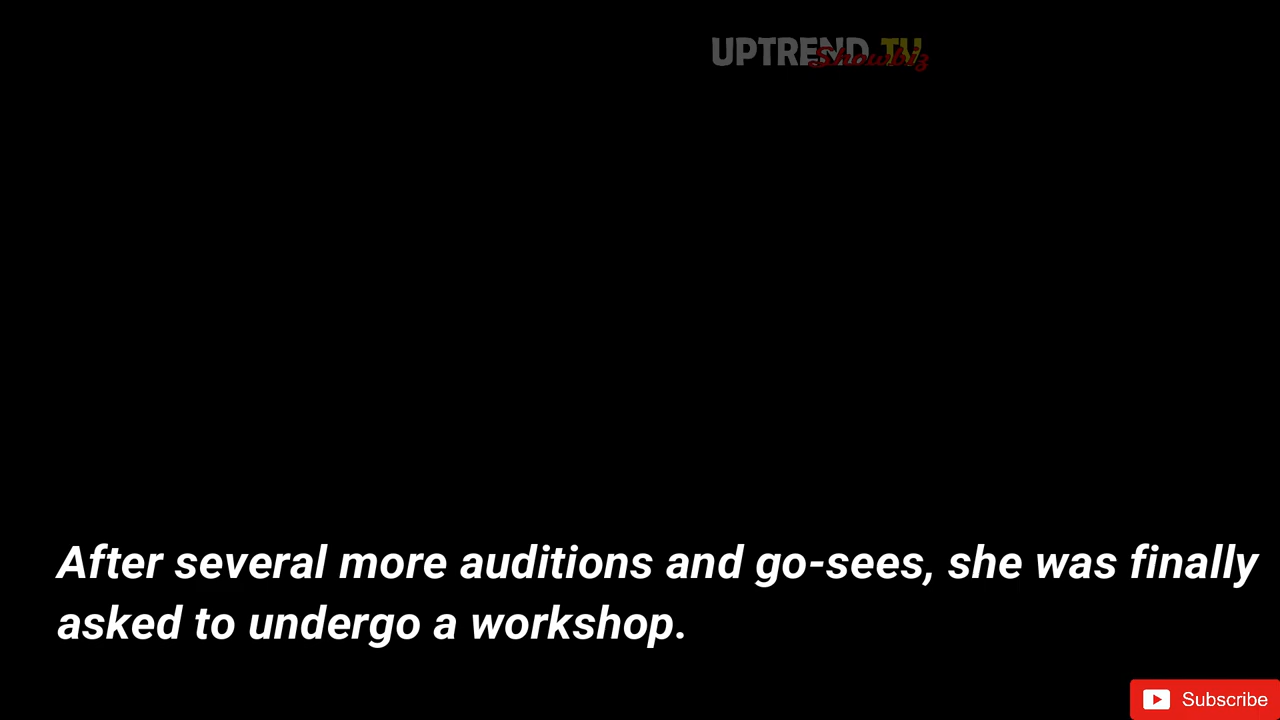 UPTREND TV
Showbiz
After several more auditions and go-sees, she was finally
asked to undergo a workshop.
Subscribe